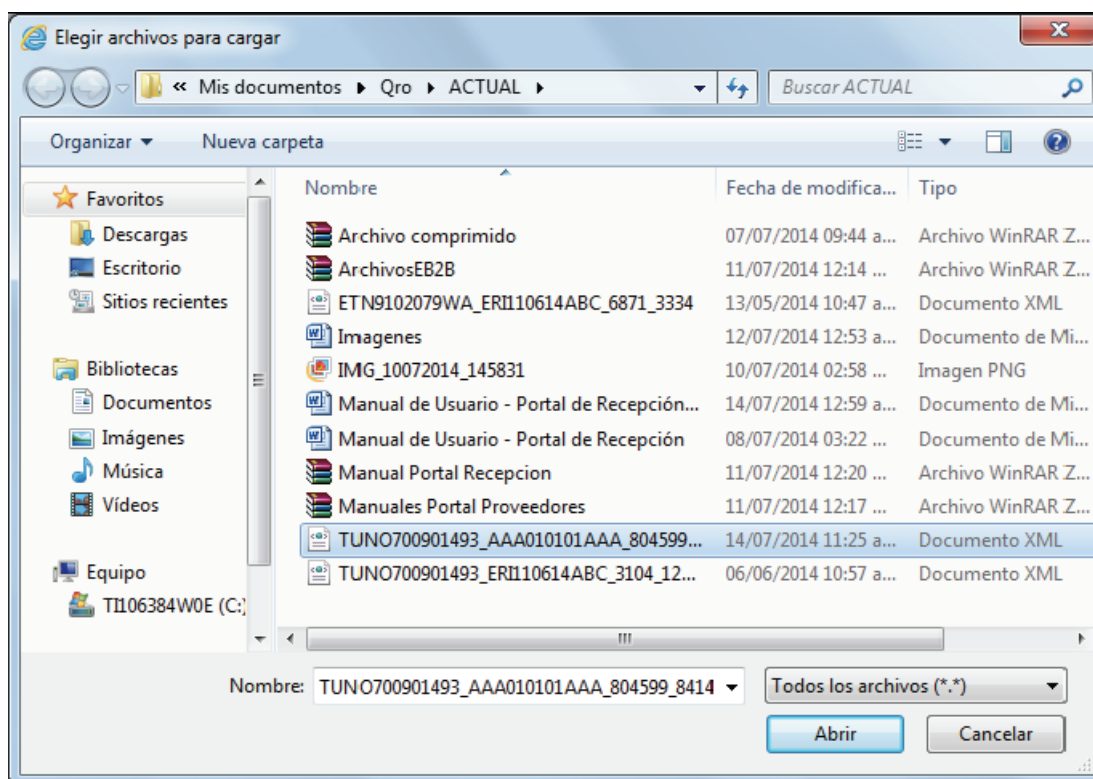 Elegir archivos para cargar
« Mis documentos ▸ Qro ▸ ACTUAL ▸
Buscar ACTUAL
Organizar
Nueva carpeta
Favoritos
Descargas
Escritorio
Sitios recientes
Bibliotecas
Documentos
Imágenes
Música
Vídeos
Equipo
TI106384W0E (C:)
Nombre Fecha de modifica... Tipo
Archivo comprimido 07/07/2014 09:44 a... Archivo WinRAR Z...
ArchivosEB2B 11/07/2014 12:14 ... Archivo WinRAR Z...
ETN9102079WA_ERI110614ABC_6871_3334 13/05/2014 10:47 a... Documento XML
Imagenes 12/07/2014 12:53 a... Documento de Mi...
IMG_10072014_145831 10/07/2014 02:58 ... Imagen PNG
Manual de Usuario - Portal de Recepción... 14/07/2014 12:59 a... Documento de Mi...
Manual de Usuario - Portal de Recepción 08/07/2014 03:22 ... Documento de Mi...
Manual Portal Recepcion 11/07/2014 12:20 ... Archivo WinRAR Z...
Manuales Portal Proveedores 11/07/2014 12:17 ... Archivo WinRAR Z...
TUNO700901493_AAA010101AAA_804599... 14/07/2014 11:25 a... Documento XML
TUNO700901493_ERI110614ABC_3104_12... 06/06/2014 10:57 a... Documento XML
Nombre: TUNO700901493_AAA010101AAA_804599_8414
Todos los archivos (*.*)
Abrir
Cancelar